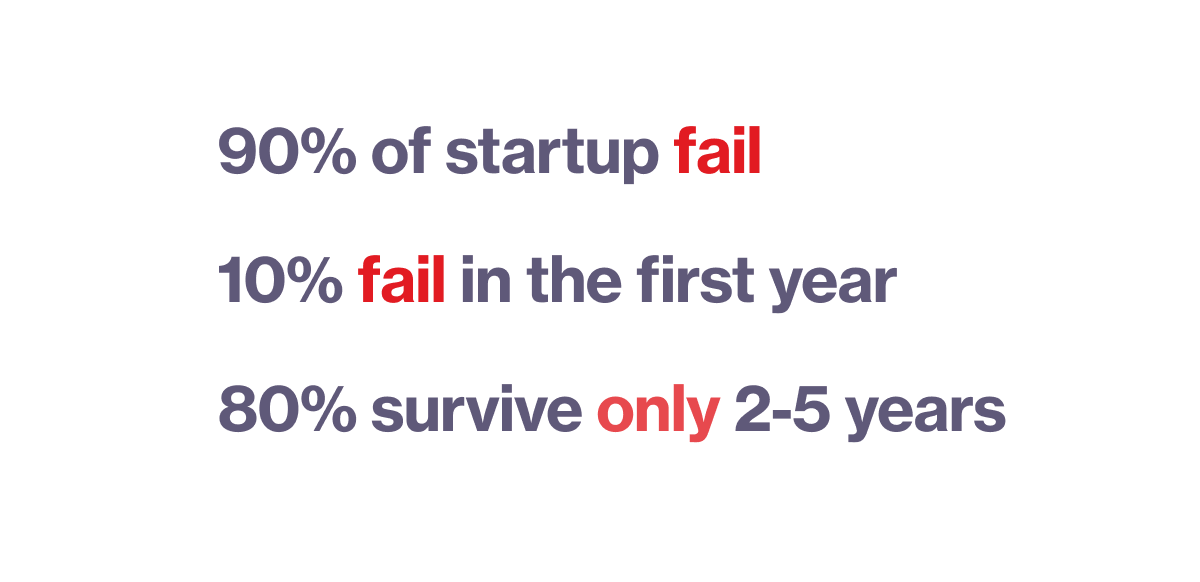 90% of startup fail
10% fail in the first year
80% survive only 2-5 years